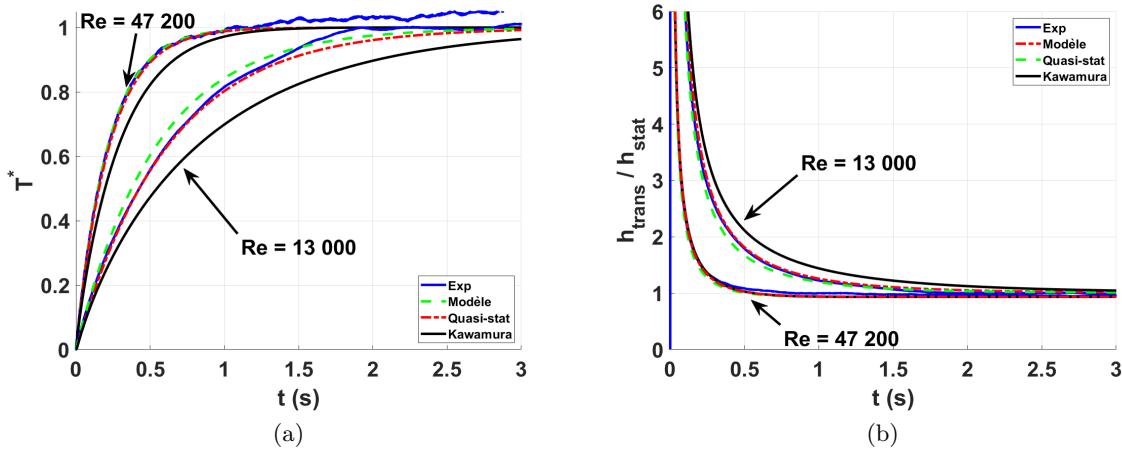 Re = 47 200
1
0.8
0.6
0.4
0.2
0
T*
Re = 13 000
Exp
Modèle
Quasi-stat
Kawamura
0 0.5 1 1.5 2 2.5 3
t (s)
(a)
6
5
4
3
2
1
0
h_trans / h_stat
Exp
Modèle
Quasi-stat
Kawamura
Re = 13 000
Re = 47 200
0 0.5 1 1.5 2 2.5 3
t (s)
(b)